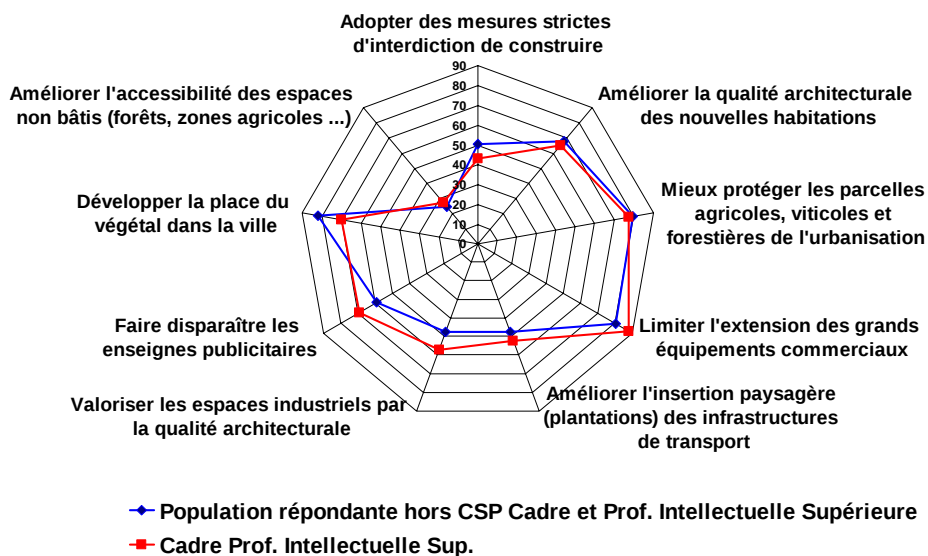 Adopter des mesures strictes
d'interdiction de construire
90
80
70
60
50
40
30
20
10
0
Améliorer la qualité architecturale
des nouvelles habitations
Mieux protéger les parcelles
agricoles, viticoles et
forestières de l'urbanisation
Limiter l'extension des grands
équipements commerciaux
Améliorer l'insertion paysagère
(plantations) des infrastructures
de transport
Valoriser les espaces industriels par
la qualité architecturale
Faire disparaître les
enseignes publicitaires
Développer la place du
végétal dans la ville
Améliorer l'accessibilité des espaces
non bâtis (forêts, zones agricoles ...)
Population répondante hors CSP Cadre et Prof. Intellectuelle Supérieure
Cadre Prof. Intellectuelle Sup.